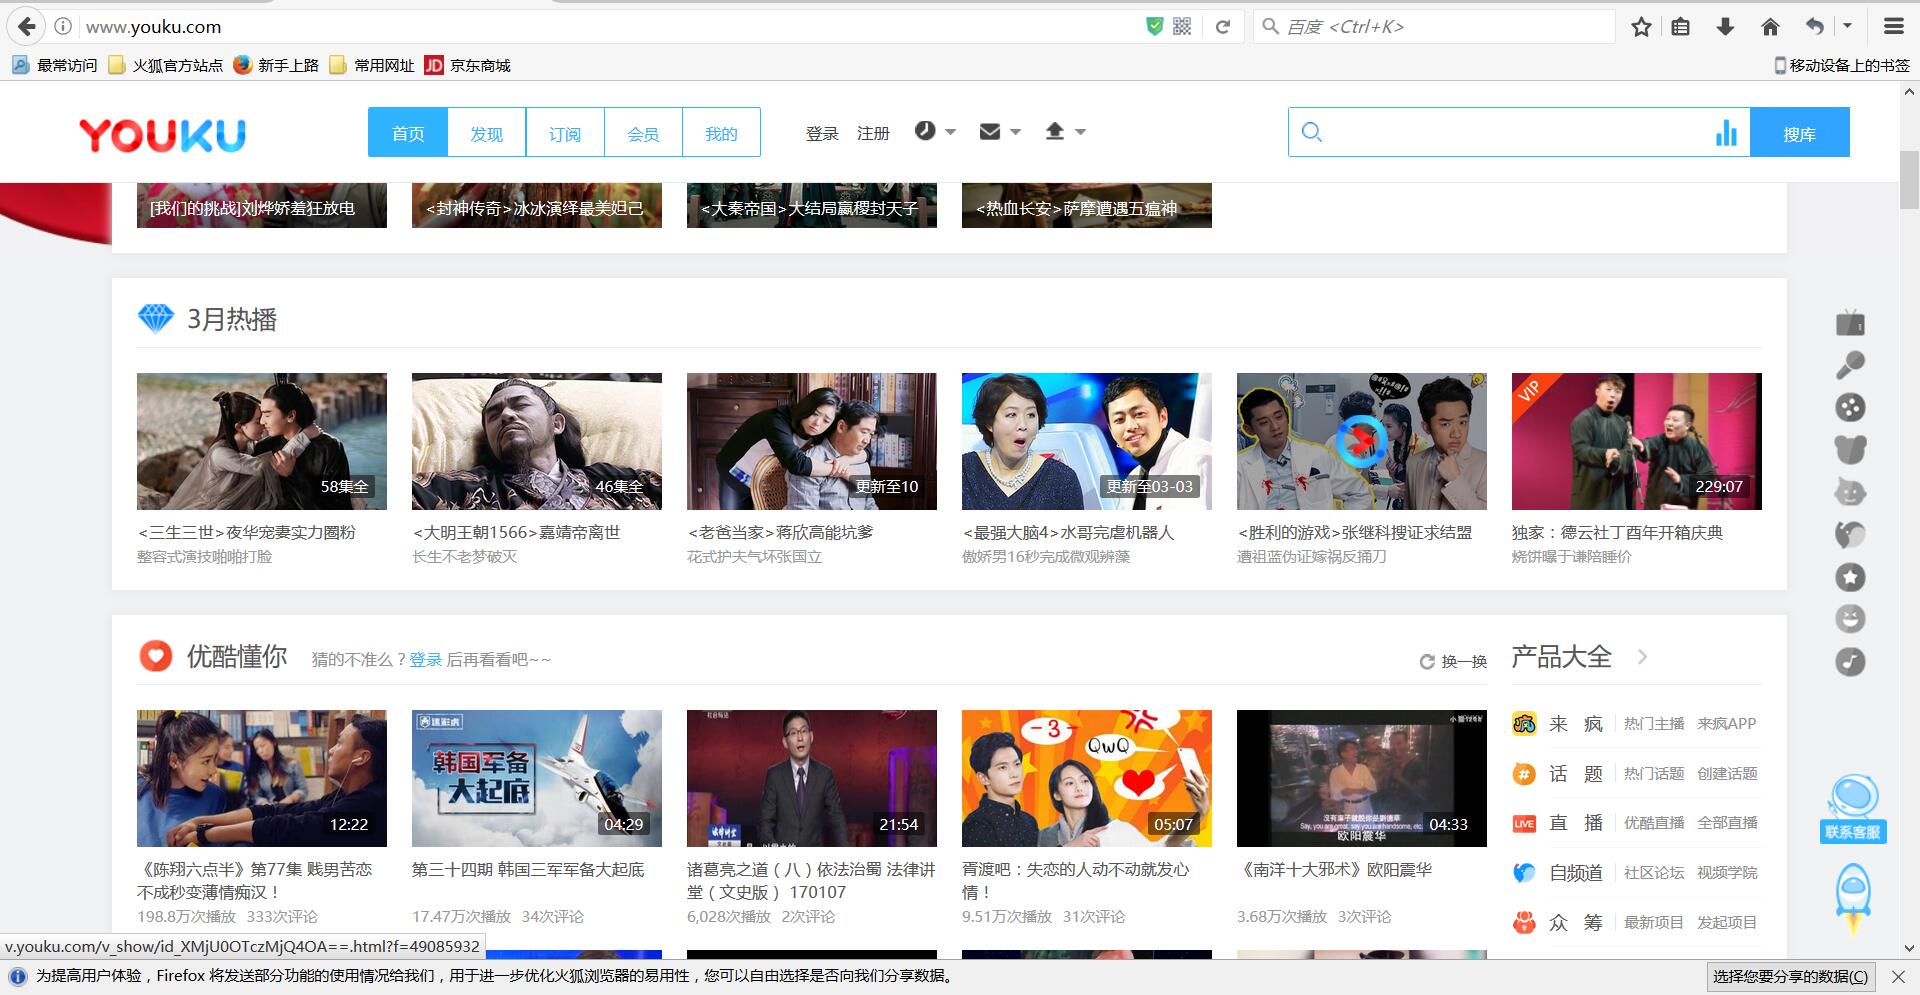 www.youku.com
百度 <Ctrl+K>
最常访问 火狐官方站点 新手上路 常用网址 JD 京东商城
移动设备上的书签
YOUKU
首页 发现 订阅 会员 我的
登录 注册
搜库
[我们的挑战]刘烨娇羞狂放电
<封神传奇>冰冰演绎最美妲己
<大秦帝国>大结局嬴稷封天子
<热血长安>萨摩遭遇五瘟神
3月热播
58集全
46集全
更新至10
更新至03-03
VIP
229:07
<三生三世>夜华宠妻实力圈粉
整容式演技啪啪打脸
<大明王朝1566>嘉靖帝离世
长生不老梦破灭
<老爸当家>蒋欣高能坑爹
花式护夫气坏张国立
<最强大脑4>水哥完虐机器人
傲娇男16秒完成微观辨藻
<胜利的游戏>张继科搜证求结盟
遭祖蓝伪证嫁祸反捅刀
独家：德云社丁酉年开箱庆典
烧饼曝于谦陪睡价
优酷懂你 猜的不准么？登录 后再看看吧~~
换一换
12:22
韩国军备
大起底
04:29
21:54
-3-
QwQ
05:07
没有麻子就说你是刘德华
Say, you are great, say you are handsome, etc.
欧阳震华
04:33
《陈翔六点半》第77集 贱男苦恋
不成秒变薄情痴汉！
198.8万次播放 333次评论
第三十四期 韩国三军军备大起底
17.47万次播放 34次评论
诸葛亮之道（八）依法治蜀 法律讲
堂（文史版） 170107
6,028次播放 2次评论
胥渡吧：失恋的人动不动就发心
情！
9.51万次播放 31次评论
《南洋十大邪术》欧阳震华
3.68万次播放 3次评论
产品大全
来 疯 热门主播 来疯APP
话 题 热门话题 创建话题
LIVE 直 播 优酷直播 全部直播
自频道 社区论坛 视频学院
众 筹 最新项目 发起项目
联系客服
v.youku.com/v_show/id_XMjU0OTczMjQ4OA==.html?f=49085932
为提高用户体验，Firefox 将发送部分功能的使用情况给我们，用于进一步优化火狐浏览器的易用性，您可以自由选择是否向我们分享数据。
选择您要分享的数据(C)